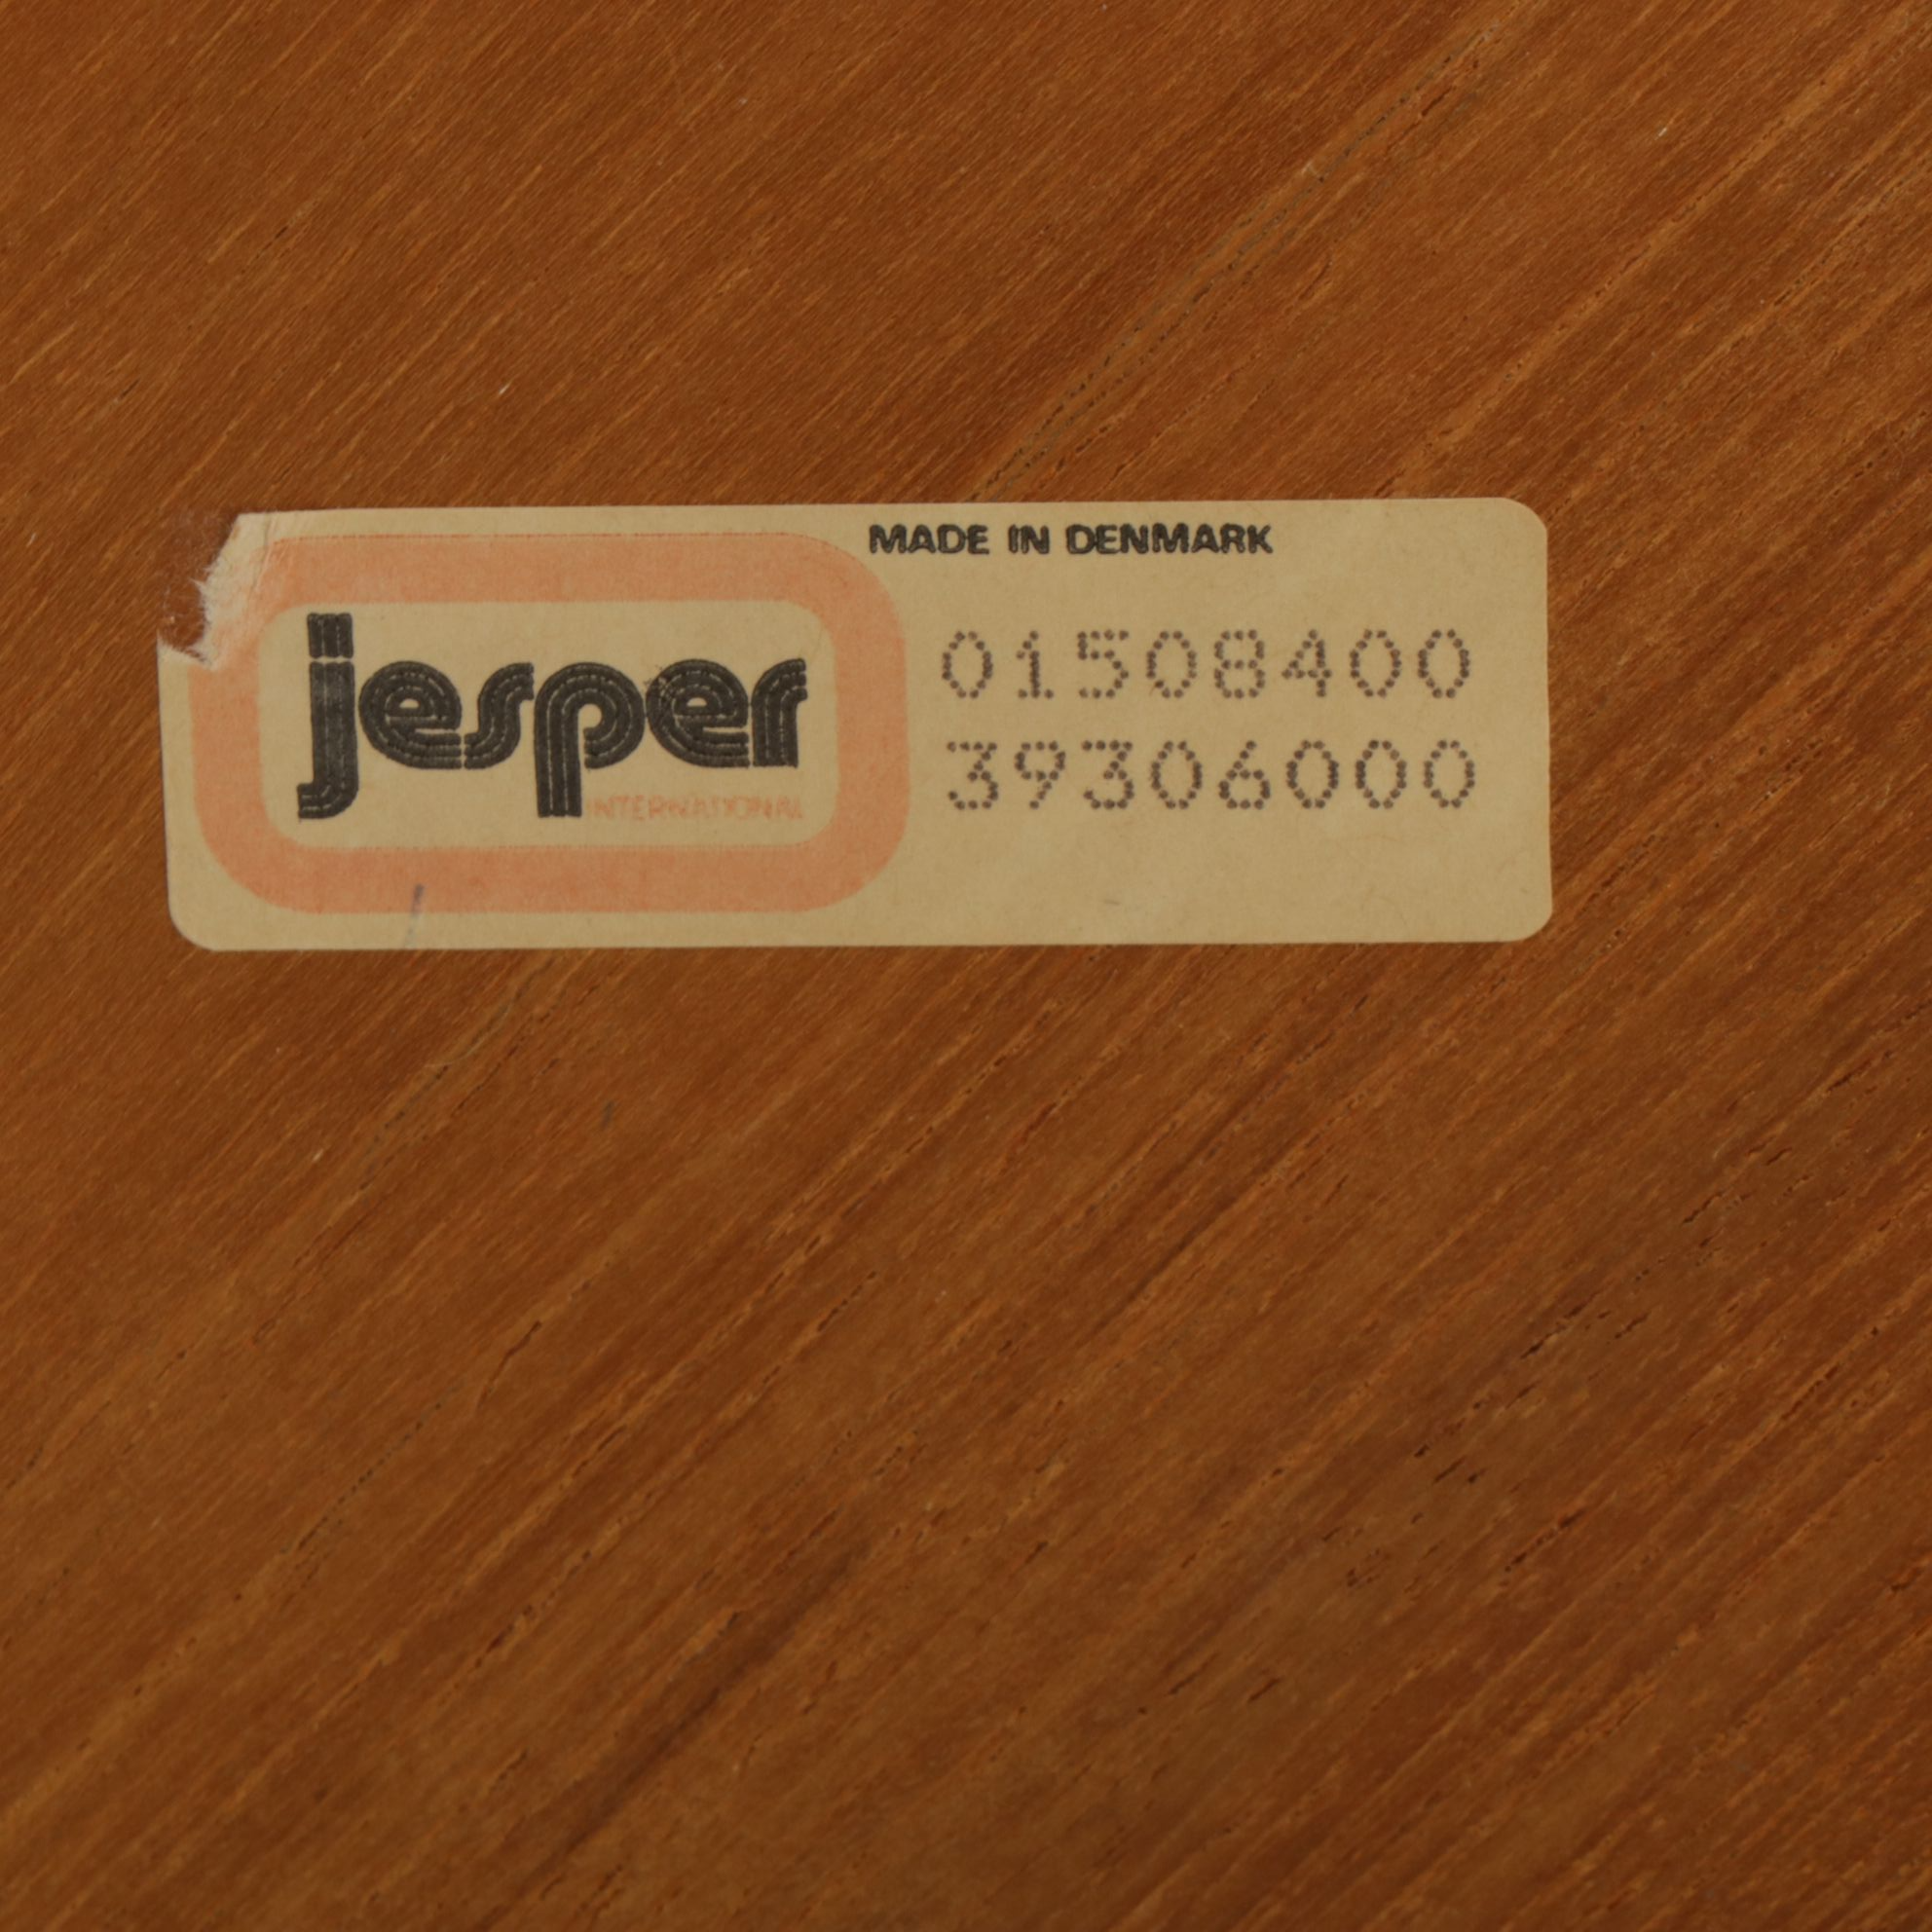 MADE IN DENMARK
jesper
INTERNATIONAL
01508400
39306000